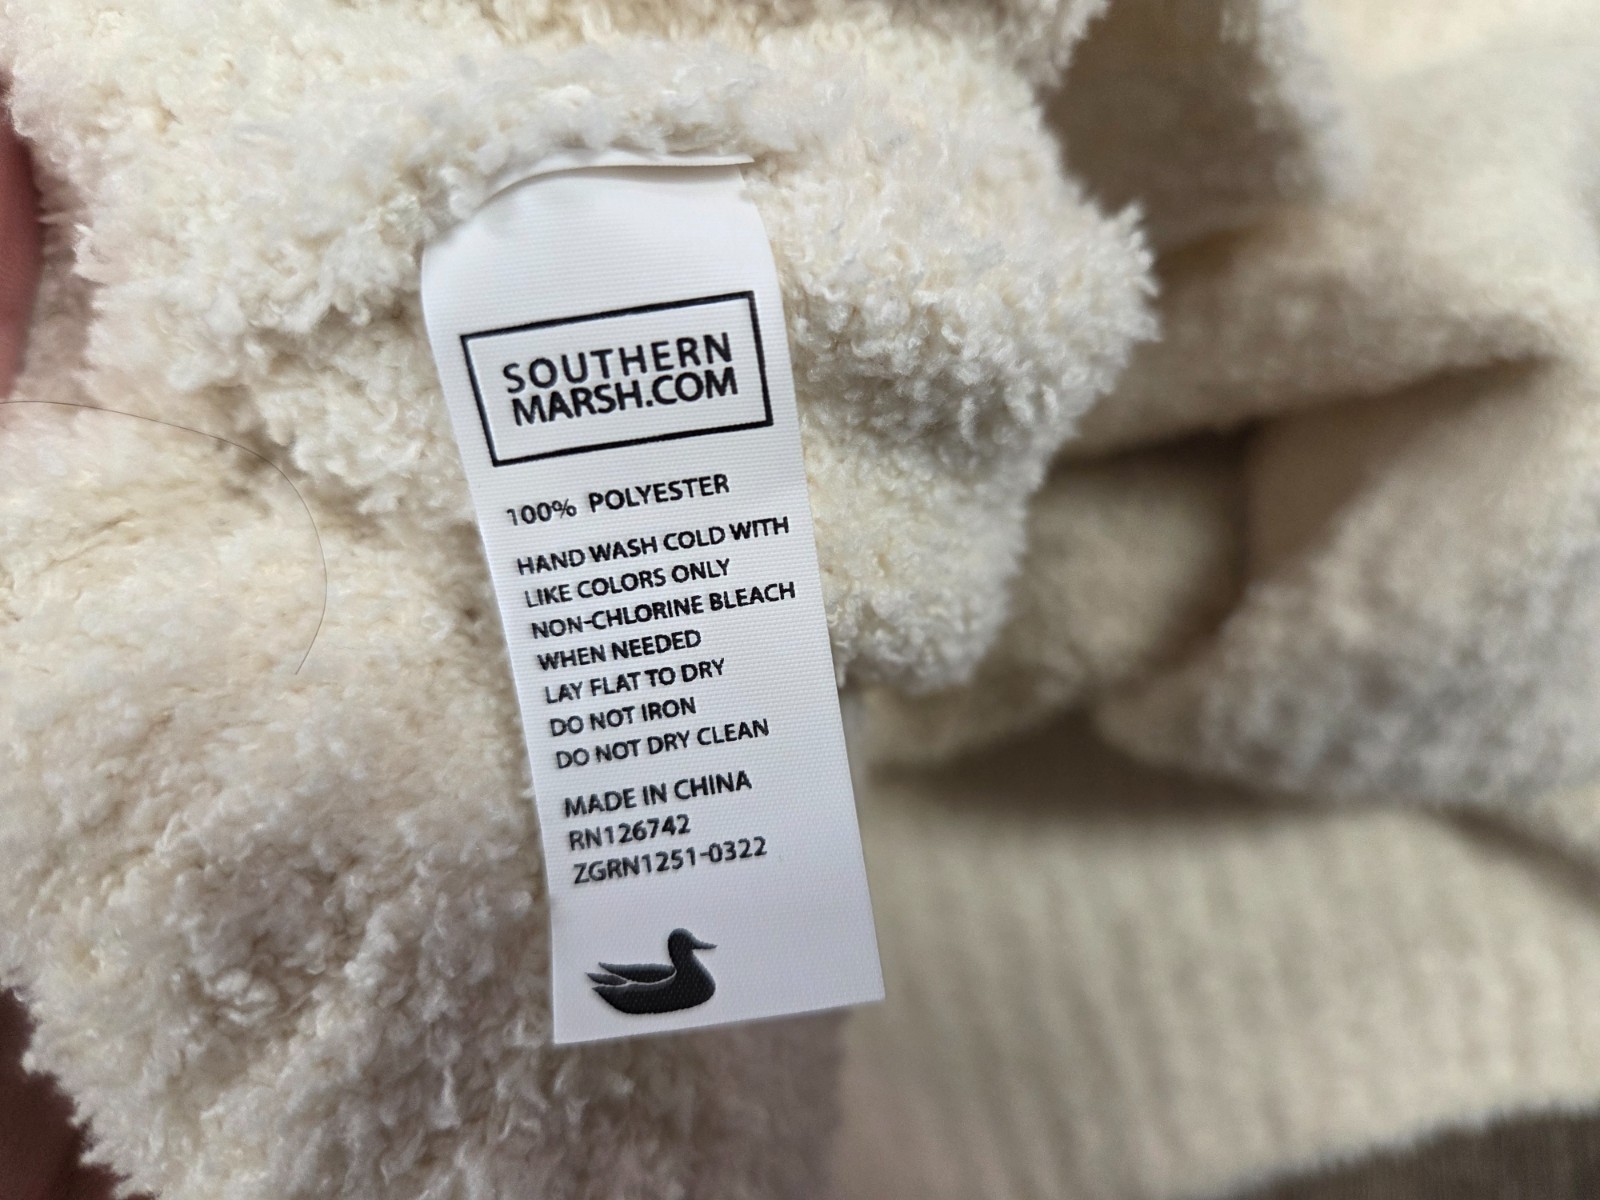 SOUTHERN
MARSH.COM
100% POLYESTER
HAND WASH COLD WITH
LIKE COLORS ONLY
NON-CHLORINE BLEACH
WHEN NEEDED
LAY FLAT TO DRY
DO NOT IRON
DO NOT DRY CLEAN
MADE IN CHINA
RN126742
ZGRN1251-0322